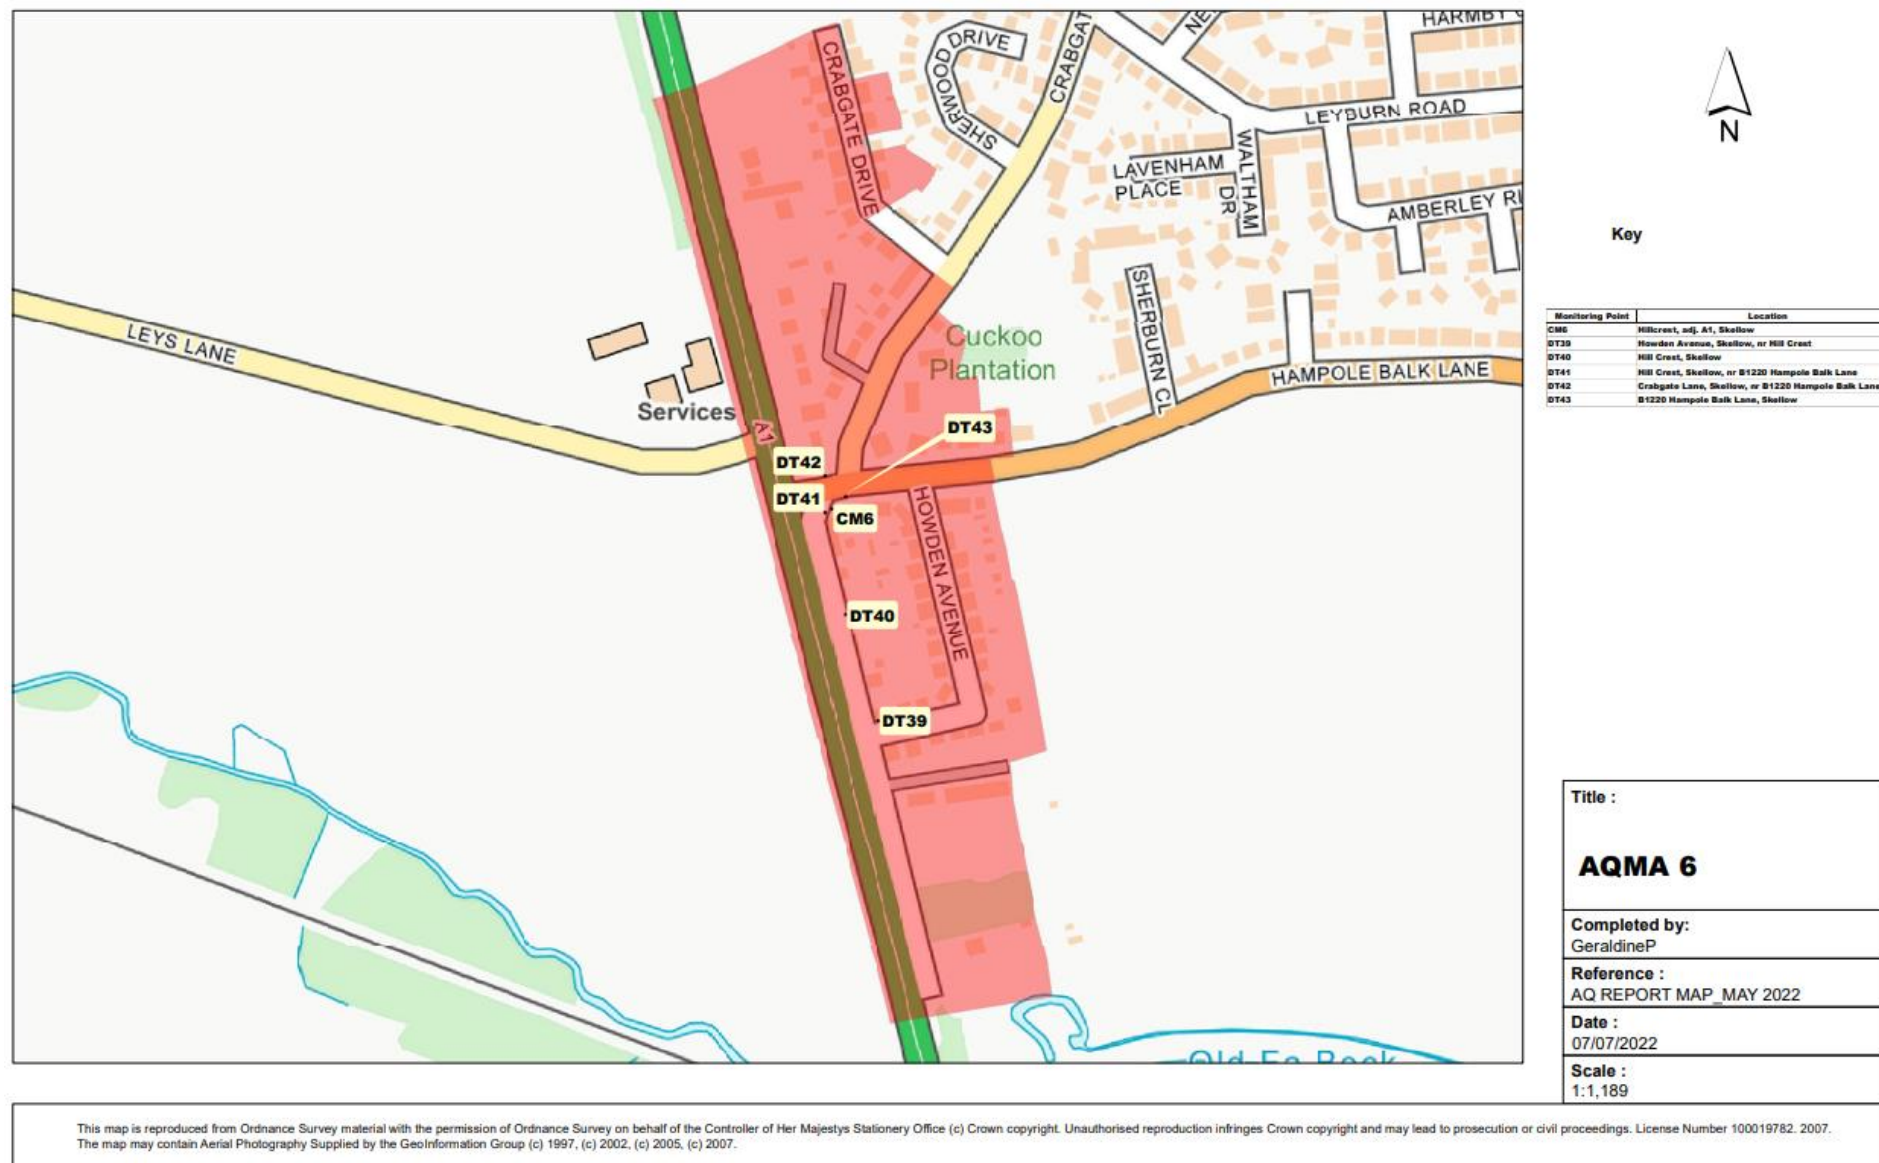 CRABGATE DRIVE
SHERWOOD DRIVE
CRABGAT
NE
HARMBY
LEYBURN ROAD
LAVENHAM
PLACE
WALTHAM
DR
AMBERLEY RI
SHERBURN CL
Cuckoo
Plantation
HAMPOLE BALK LANE
LEYS LANE
Services
A1
DT43
DT42
DT41
CM6
HOWDEN AVENUE
DT40
DT39
N
Key
Monitoring Point Location
CM6 Hillcrest, adj. A1, Skellow
DT39 Howden Avenue, Skellow, nr Hill Crest
DT40 Hill Crest, Skellow
DT41 Hill Crest, Skellow, nr B1220 Hampole Balk Lane
DT42 Crabgate Lane, Skellow, nr B1220 Hampole Balk Lane
DT43 B1220 Hampole Balk Lane, Skellow
Title :
AQMA 6
Completed by:
GeraldineP
Reference :
AQ REPORT MAP_MAY 2022
Date :
07/07/2022
Scale :
1:1,189
This map is reproduced from Ordnance Survey material with the permission of Ordnance Survey on behalf of the Controller of Her Majestys Stationery Office (c) Crown copyright. Unauthorised reproduction infringes Crown copyright and may lead to prosecution or civil proceedings. License Number 100019782. 2007.
The map may contain Aerial Photography Supplied by the GeoInformation Group (c) 1997, (c) 2002, (c) 2005, (c) 2007.